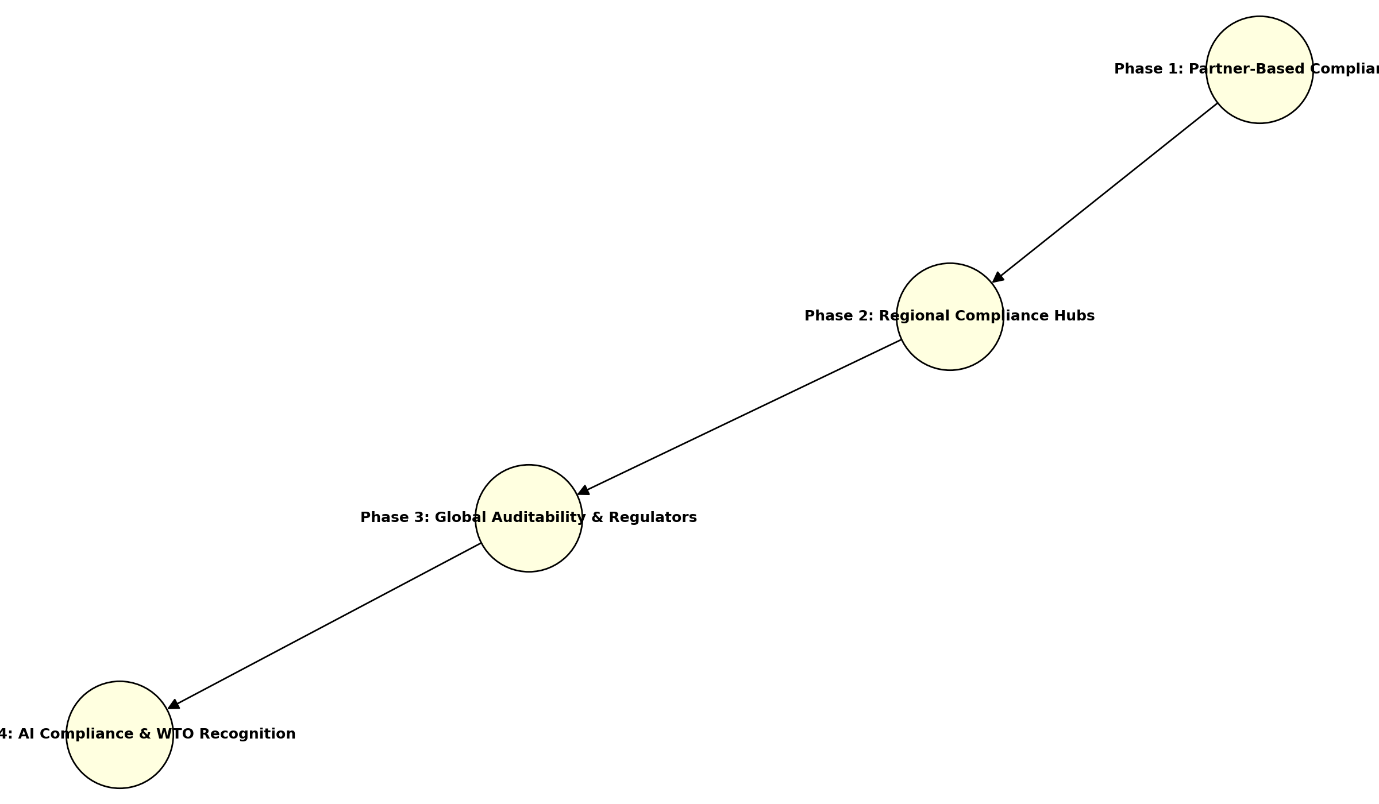 Phase 1: Partner-Based
Phase 2: Regional Compliance Hubs
Phase 3: Global Auditability & Regulators
4: AI Compliance & WTO Recognition